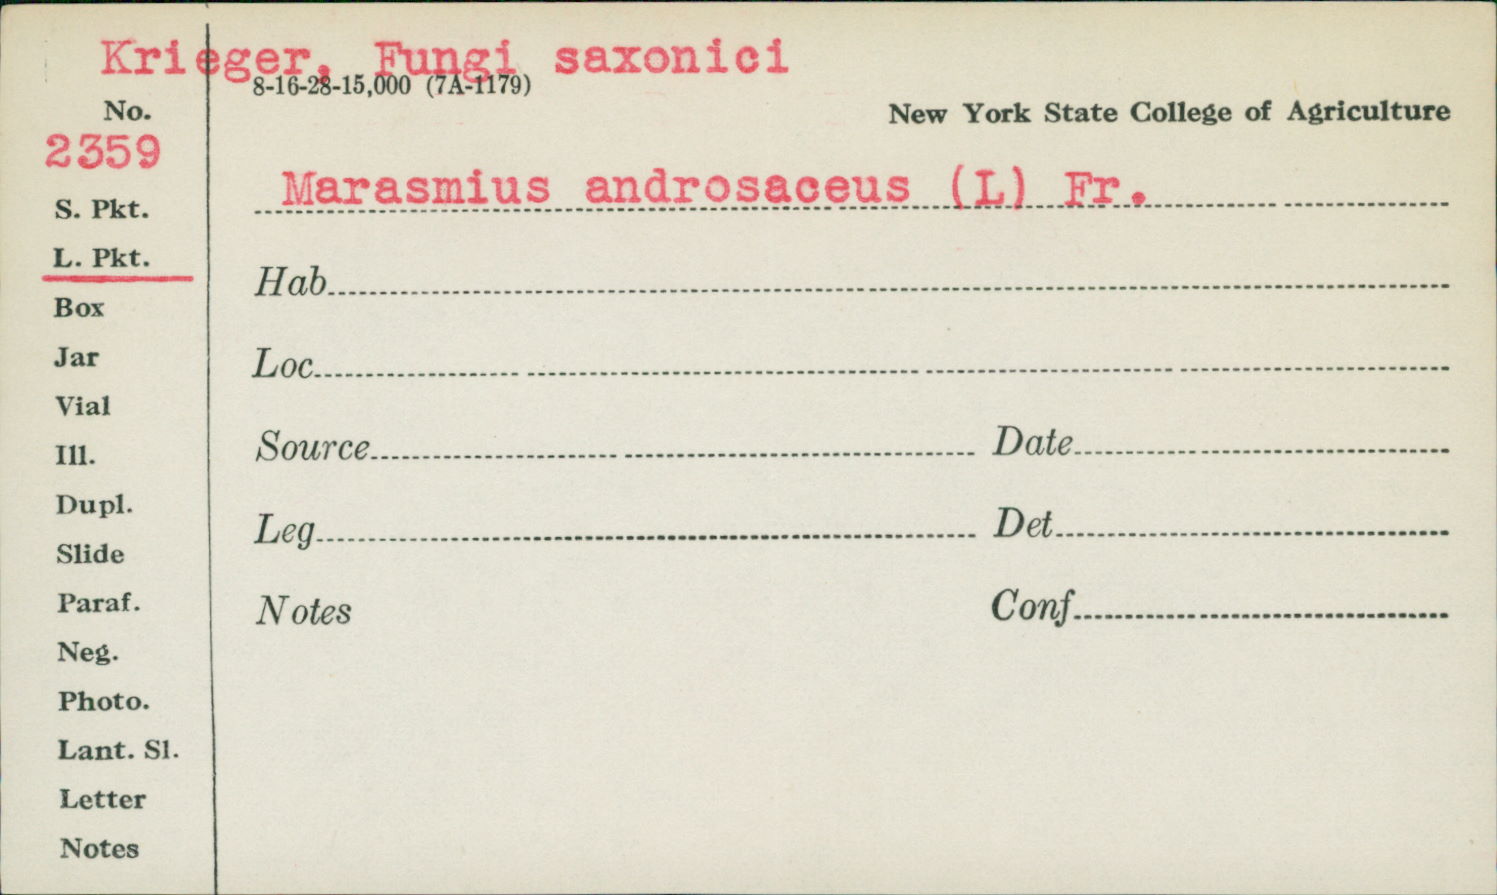 Krieger, Fungi saxonici
8-16-28-15,000 (7A-1179)
No.
New York State College of Agriculture
2359
Marasmius androsaceus (L) Fr.
S. Pkt.
L. Pkt.
Hab
Box
Loc
Jar
Vial
Source Date
Ill.
Dupl.
Leg Det
Slide
Paraf.
Notes Conf
Neg.
Photo.
Lant. Sl.
Letter
Notes